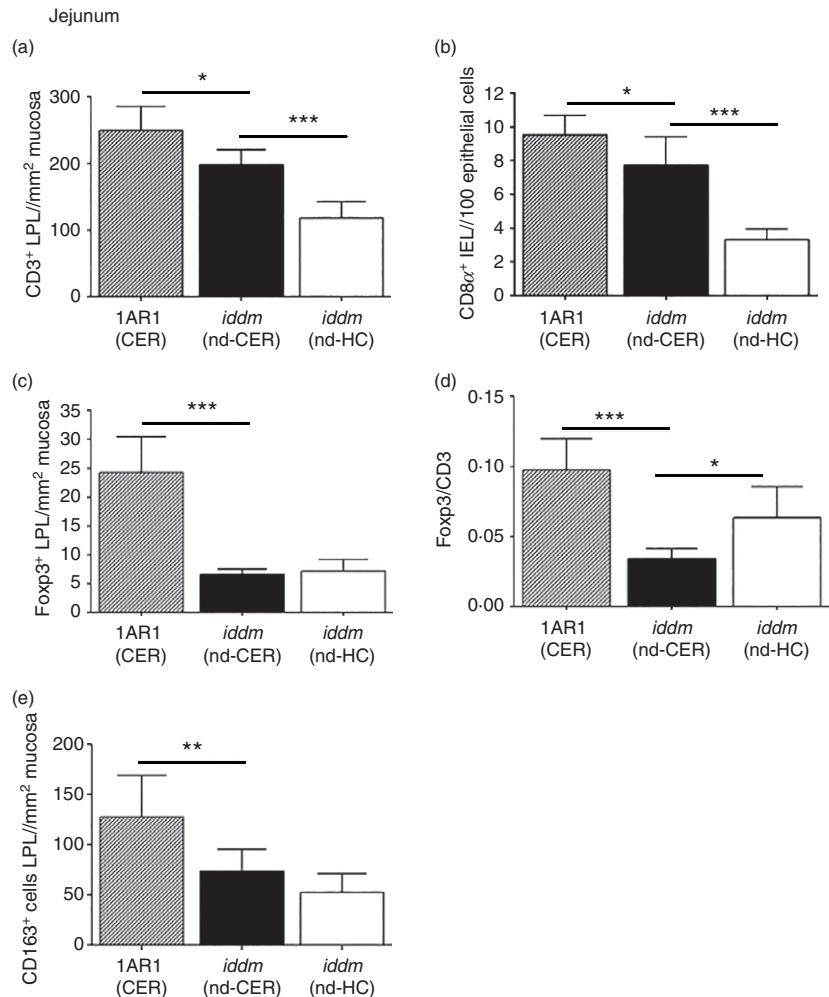 Jejunum
(a)
CD3⁺ LPL//mm² mucosa
300
200
100
0
*
***
1AR1 iddm iddm
(CER) (nd-CER) (nd-HC)
(b)
CD8α⁺ IEL//100 epithelial cells
12
10
8
6
4
2
0
*
***
1AR1 iddm iddm
(CER) (nd-CER) (nd-HC)
(c)
Foxp3⁺ LPL/mm² mucosa
35
30
25
20
15
10
5
0
***
1AR1 iddm iddm
(CER) (nd-CER) (nd-HC)
(d)
Foxp3/CD3
0·15
0·10
0·05
0·00
***
*
1AR1 iddm iddm
(CER) (nd-CER) (nd-HC)
(e)
CD163⁺ cells LPL//mm² mucosa
200
150
100
50
0
**
1AR1 iddm iddm
(CER) (nd-CER) (nd-HC)